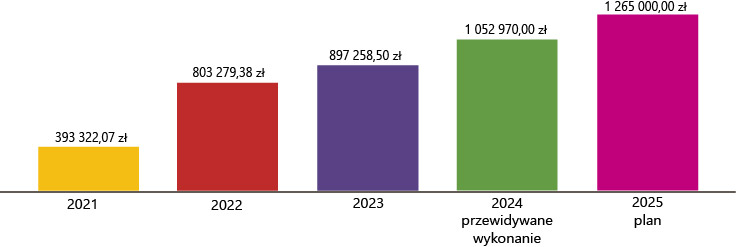 393 322,07 zł
803 279,38 zł
897 258,50 zł
1 052 970,00 zł
1 265 000,00 zł
2021
2022
2023
2024
przewidywane
wykonanie
2025
plan